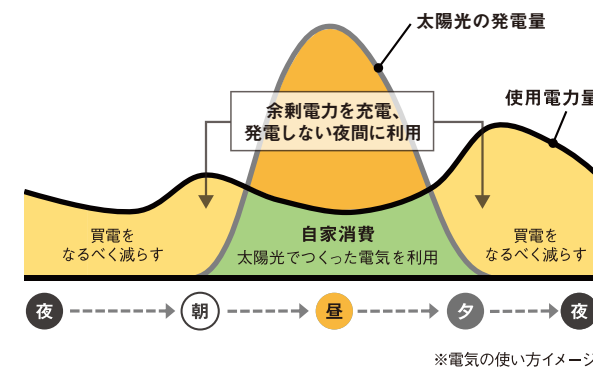 太陽光の発電量
使用電力量
余剰電力を充電、
発電しない夜間に利用
買電を
なるべく減らす
自家消費
太陽光でつくった電気を利用
買電を
なるべく減らす
夜
朝
昼
夕
夜
※電気の使い方イメージ